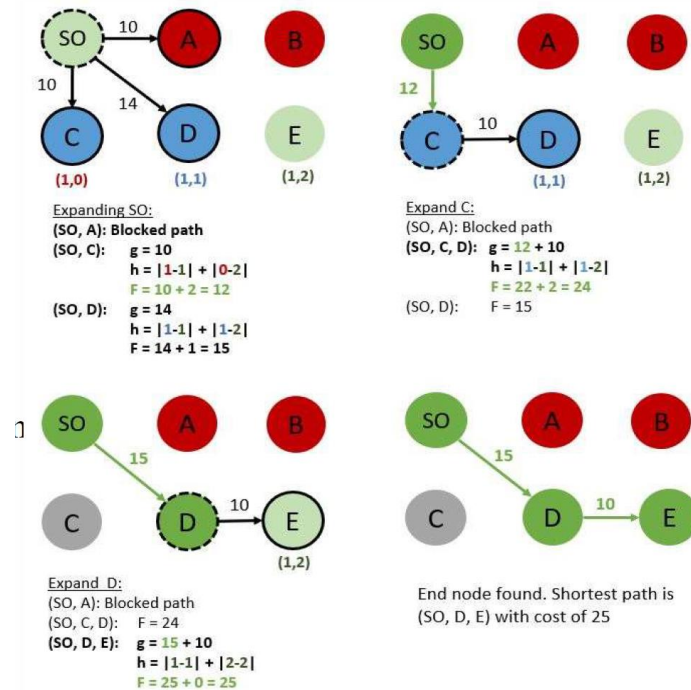 SO 10 A B
10 14
C D E
(1,0) (1,1) (1,2)
Expanding SO:
(SO, A): Blocked path
(SO, C): g = 10
h = |1-1| + |0-2|
F = 10 + 2 = 12
(SO, D): g = 14
h = |1-1| + |1-2|
F = 14 + 1 = 15
SO A B
12
C 10 D E
(1,1) (1,2)
Expand C:
(SO, A): Blocked path
(SO, C, D): g = 12 + 10
h = |1-1| + |1-2|
F = 22 + 2 = 24
(SO, D): F = 15
SO A B
15
C D 10 E
(1,2)
Expand D:
(SO, A): Blocked path
(SO, C, D): F = 24
(SO, D, E): g = 15 + 10
h = |1-1| + |2-2|
F = 25 + 0 = 25
SO A B
15
C D 10 E
End node found. Shortest path is
(SO, D, E) with cost of 25